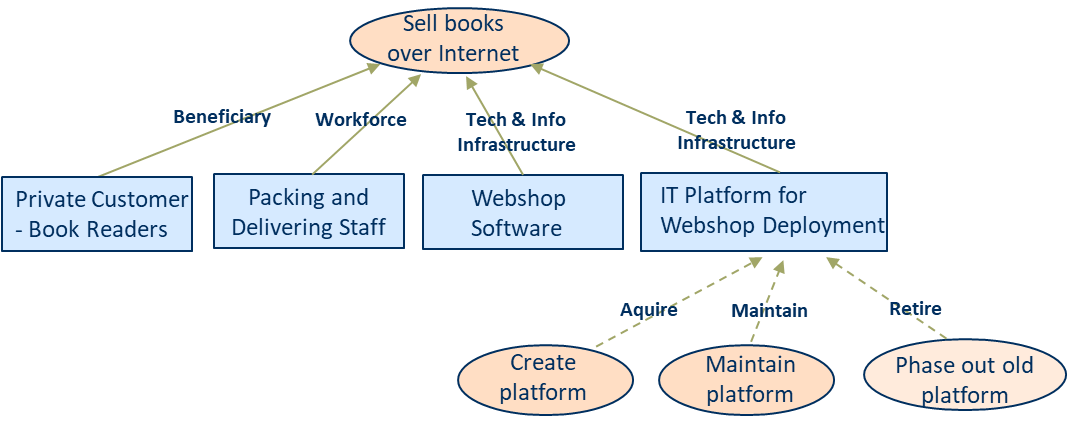 Sell books
over Internet
Beneficiary
Workforce
Tech & Info
Infrastructure
Tech & Info
Infrastructure
Private Customer
- Book Readers
Packing and
Delivering Staff
Webshop
Software
IT Platform for
Webshop Deployment
Aquire
Maintain
Retire
Create
platform
Maintain
platform
Phase out old
platform